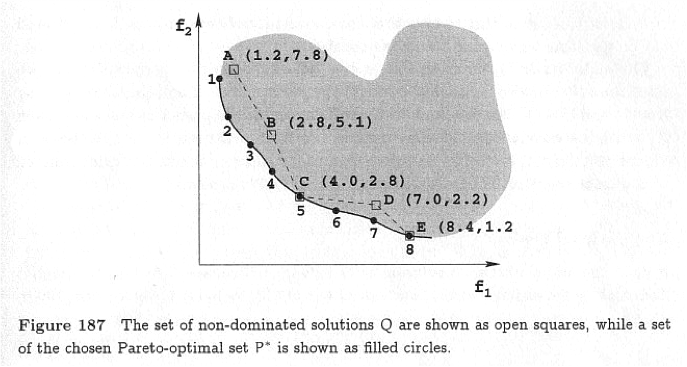 f₂
A (1.2,7.8)
1
B (2.8,5.1)
2
3
4
C (4.0,2.8)
D (7.0,2.2)
5
6
7
E (8.4,1.2
8
f₁
Figure 187 The set of non-dominated solutions Q are shown as open squares, while a set
of the chosen Pareto-optimal set P* is shown as filled circles.